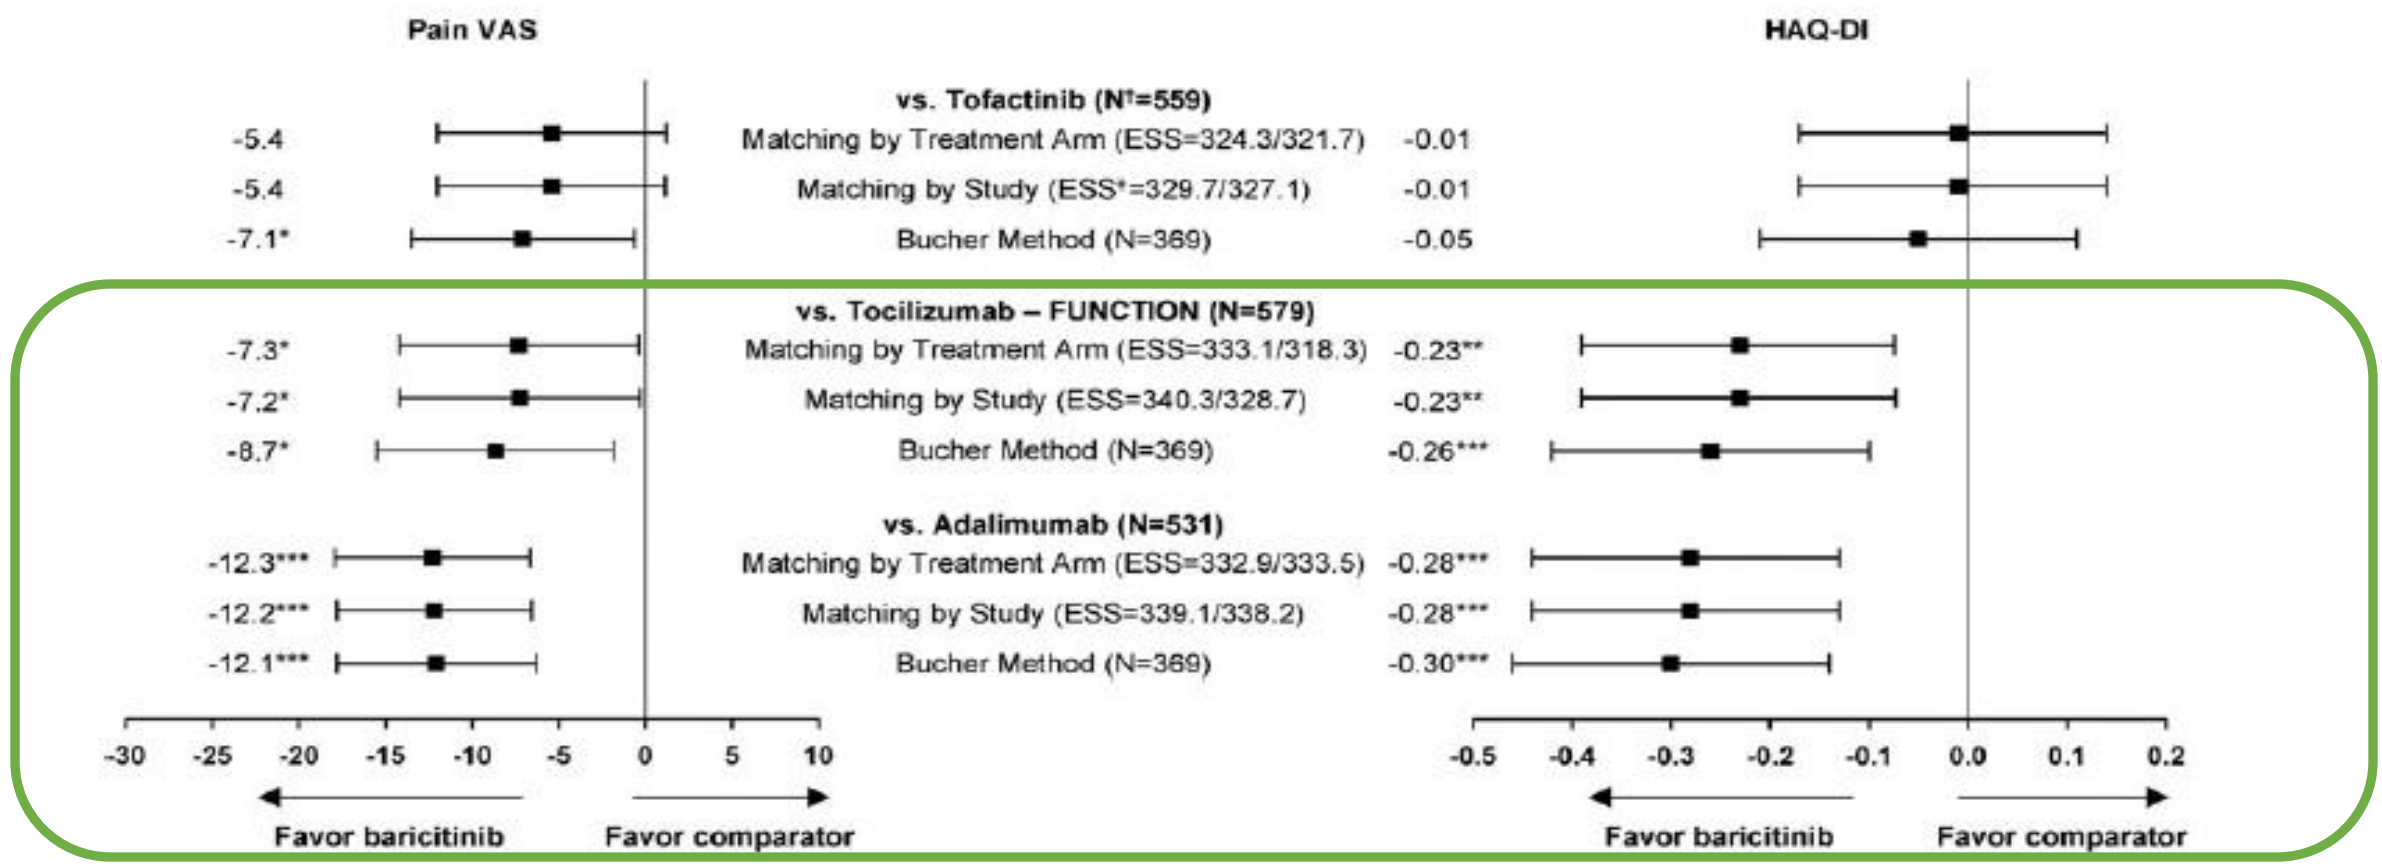 Pain VAS HAQ-DI
vs. Tofactinib (N†=559)
-5.4 Matching by Treatment Arm (ESS=324.3/321.7) -0.01
-5.4 Matching by Study (ESS*=329.7/327.1) -0.01
-7.1* Bucher Method (N=369) -0.05
vs. Tocilizumab – FUNCTION (N=579)
-7.3* Matching by Treatment Arm (ESS=333.1/318.3) -0.23**
-7.2* Matching by Study (ESS=340.3/328.7) -0.23**
-8.7* Bucher Method (N=369) -0.26***
vs. Adalimumab (N=531)
-12.3*** Matching by Treatment Arm (ESS=332.9/333.5) -0.28***
-12.2*** Matching by Study (ESS=339.1/338.2) -0.28***
-12.1*** Bucher Method (N=369) -0.30***
-30 -25 -20 -15 -10 -5 0 5 10 -0.5 -0.4 -0.3 -0.2 -0.1 0.0 0.1 0.2
Favor baricitinib Favor comparator Favor baricitinib Favor comparator